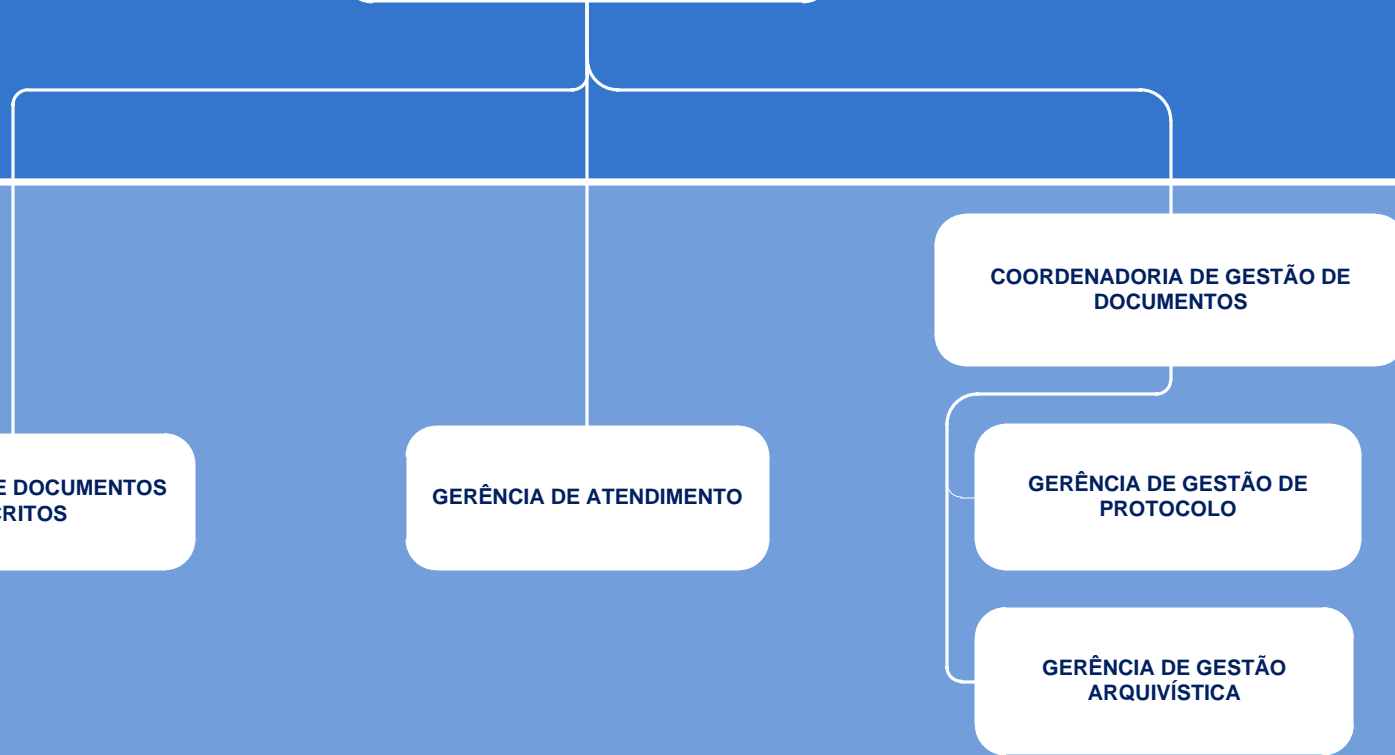 COORDENADORIA DE GESTÃO DE
DOCUMENTOS
E DOCUMENTOS
CRITOS
GERÊNCIA DE ATENDIMENTO
GERÊNCIA DE GESTÃO DE
PROTOCOLO
GERÊNCIA DE GESTÃO
ARQUIVÍSTICA